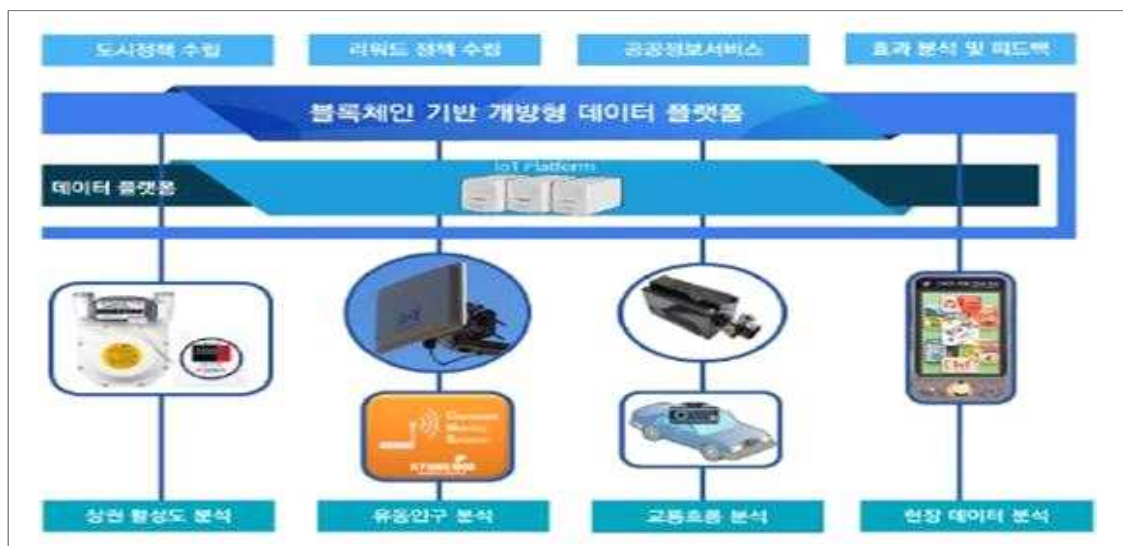 도시정책 수립
리워드 정책 수립
공공정보서비스
효과 분석 및 피드백
블록체인 기반 개방형 데이터 플랫폼
IoT Platform
데이터 플랫폼
상권 활성도 분석
유동인구 분석
교통흐름 분석
현장 데이터 분석